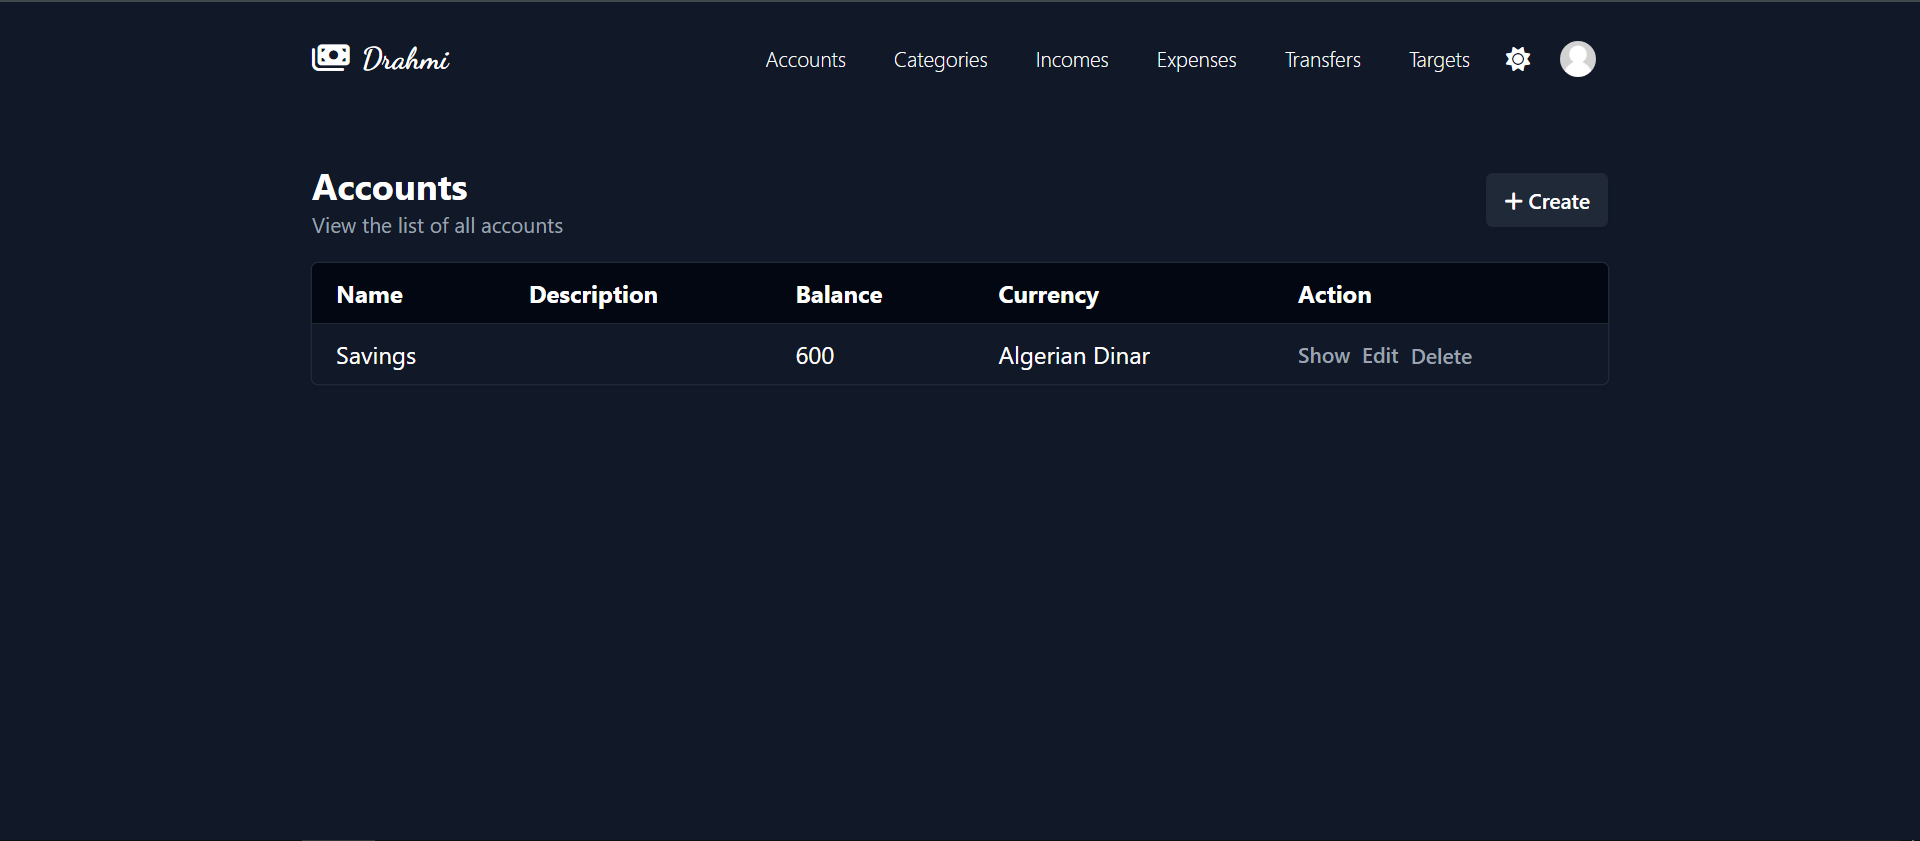 Drahmi Accounts Categories Incomes Expenses Transfers Targets
Accounts
View the list of all accounts
+ Create
Name Description Balance Currency Action
Savings 600 Algerian Dinar Show Edit Delete